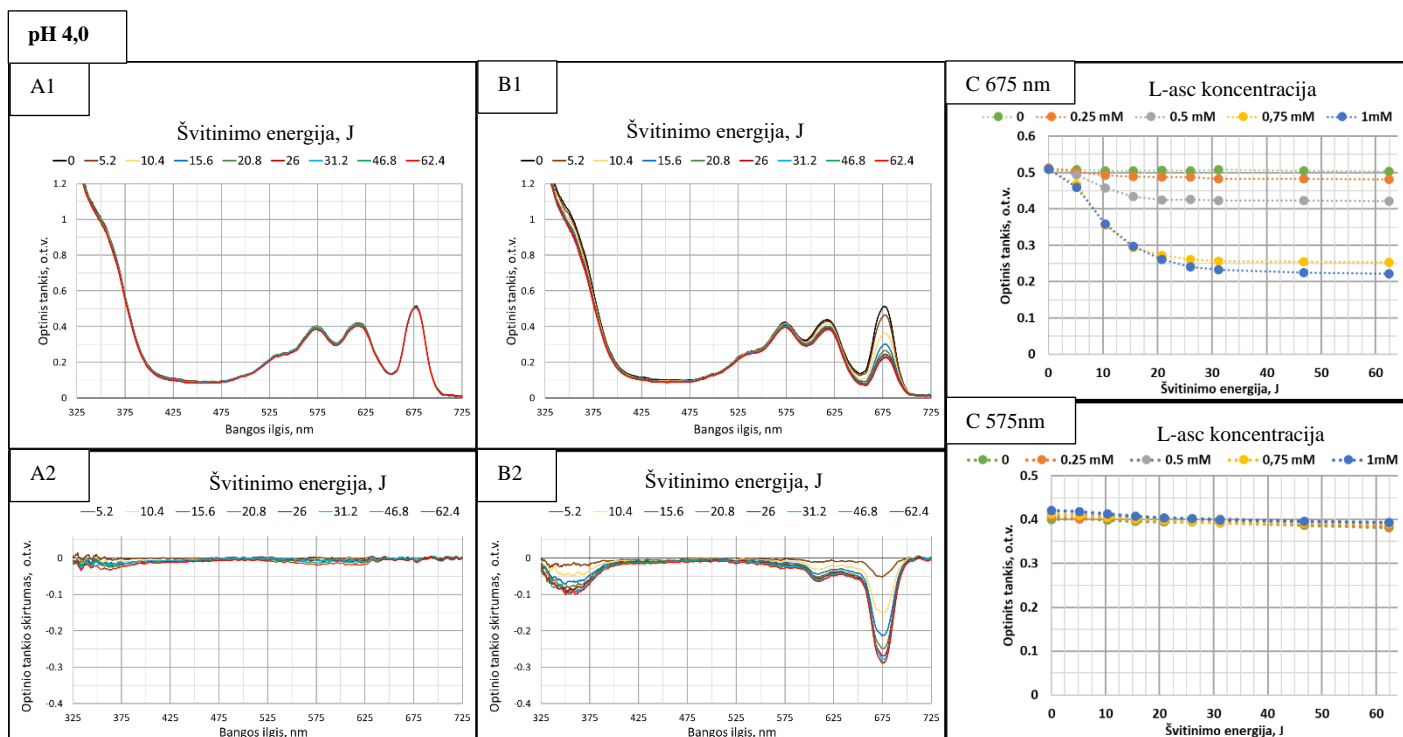 pH 4,0
A1
Švitinimo energija, J
0 5.2 10.4 15.6 20.8 26 31.2 46.8 62.4
Optinis tankis, o.t.v.
1.2
1
0.8
0.6
0.4
0.2
0
325 375 425 475 525 575 625 675 725
Bangos ilgis, nm
B1
Švitinimo energija, J
0 5.2 10.4 15.6 20.8 26 31.2 46.8 62.4
Optinis tankis, o.t.v.
1.2
1
0.8
0.6
0.4
0.2
0
325 375 425 475 525 575 625 675 725
Bangos ilgis, nm
C 675 nm
L-asc koncentracija
0 0.25 mM 0.5 mM 0,75 mM 1mM
Optinis tankis, o.t.v.
0.6
0.5
0.4
0.3
0.2
0.1
0
0 10 20 30 40 50 60
Švitinimo energija, J
A2
Švitinimo energija, J
5.2 10.4 15.6 20.8 26 31.2 46.8 62.4
Optinio tankio skirtumas, o.t.v.
0
-0.1
-0.2
-0.3
-0.4
325 375 425 475 525 575 625 675 725
Bangos ilgis, nm
B2
Švitinimo energija, J
5.2 10.4 15.6 20.8 26 31.2 46.8 62.4
Optinio tankio skirtumas, o.t.v.
0
-0.1
-0.2
-0.3
-0.4
325 375 425 475 525 575 625 675 725
Bangos ilgis, nm
C 575nm
L-asc koncentracija
0 0.25 mM 0.5 mM 0,75 mM 1mM
Optinits tankis, o.t.v.
0.5
0.4
0.3
0.2
0.1
0
0 10 20 30 40 50 60
Švitinimo energija, J